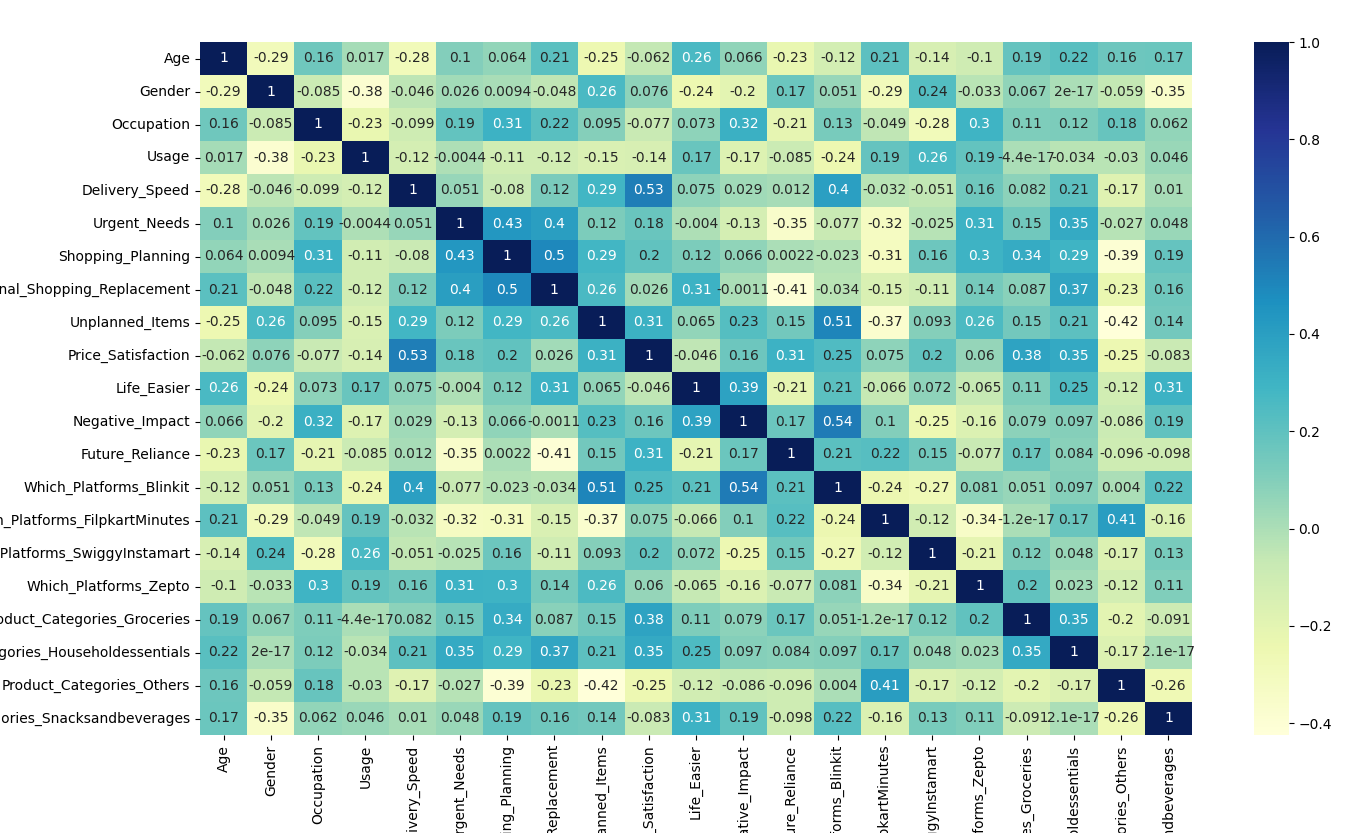 Age 1 -0.29 0.16 0.017 -0.28 0.1 0.064 0.21 -0.25 -0.062 0.26 0.066 -0.23 -0.12 0.21 -0.14 -0.1 0.19 0.22 0.16 0.17
Gender -0.29 1 -0.085 -0.38 -0.046 0.026 0.0094 -0.048 0.26 0.076 -0.24 -0.2 0.17 0.051 -0.29 0.24 -0.033 0.067 2e-17 -0.059 -0.35
Occupation 0.16 -0.085 1 -0.23 -0.099 0.19 0.31 0.22 0.095 -0.077 0.073 0.32 -0.21 0.13 -0.049 -0.28 0.3 0.11 0.12 0.18 0.062
Usage 0.017 -0.38 -0.23 1 -0.12 -0.0044 -0.11 -0.12 -0.15 -0.14 0.17 -0.17 -0.085 -0.24 0.19 0.26 0.19 -4.4e-17 -0.034 -0.03 0.046
Delivery_Speed -0.28 -0.046 -0.099 -0.12 1 0.051 -0.08 0.12 0.29 0.53 0.075 0.029 0.012 0.4 -0.032 -0.051 0.16 0.082 0.21 -0.17 0.01
Urgent_Needs 0.1 0.026 0.19 -0.0044 0.051 1 0.43 0.4 0.12 0.18 -0.004 -0.13 -0.35 -0.077 -0.32 -0.025 0.31 0.15 0.35 -0.027 0.048
Shopping_Planning 0.064 0.0094 0.31 -0.11 -0.08 0.43 1 0.5 0.29 0.2 0.12 0.066 0.0022 -0.023 -0.31 0.16 0.3 0.34 0.29 -0.39 0.19
nal_Shopping_Replacement 0.21 -0.048 0.22 -0.12 0.12 0.4 0.5 1 0.26 0.026 0.31 -0.0011 -0.41 -0.034 -0.15 -0.11 0.14 0.087 0.37 -0.23 0.16
Unplanned_Items -0.25 0.26 0.095 -0.15 0.29 0.12 0.29 0.26 1 0.31 0.065 0.23 0.15 0.51 -0.37 0.093 0.26 0.15 0.21 -0.42 0.14
Price_Satisfaction -0.062 0.076 -0.077 -0.14 0.53 0.18 0.2 0.026 0.31 1 -0.046 0.16 0.31 0.25 0.075 0.2 0.06 0.38 0.35 -0.25 -0.083
Life_Easier 0.26 -0.24 0.073 0.17 0.075 -0.004 0.12 0.31 0.065 -0.046 1 0.39 -0.21 0.21 -0.066 0.072 -0.065 0.11 0.25 -0.12 0.31
Negative_Impact 0.066 -0.2 0.32 -0.17 0.029 -0.13 0.066 -0.0011 0.23 0.16 0.39 1 0.17 0.54 0.1 -0.25 -0.16 0.079 0.097 -0.086 0.19
Future_Reliance -0.23 0.17 -0.21 -0.085 0.012 -0.35 0.0022 -0.41 0.15 0.31 -0.21 0.17 1 0.21 0.22 0.15 -0.077 0.17 0.084 -0.096 -0.098
Which_Platforms_Blinkit -0.12 0.051 0.13 -0.24 0.4 -0.077 -0.023 -0.034 0.51 0.25 0.21 0.54 0.21 1 -0.24 -0.27 0.081 0.051 0.097 0.004 0.22
h_Platforms_FilpkartMinutes 0.21 -0.29 -0.049 0.19 -0.032 -0.32 -0.31 -0.15 -0.37 0.075 -0.066 0.1 0.22 -0.24 1 -0.12 -0.34 -1.2e-17 0.17 0.41 -0.16
Platforms_SwiggyInstamart -0.14 0.24 -0.28 0.26 -0.051 -0.025 0.16 -0.11 0.093 0.2 0.072 -0.25 0.15 -0.27 -0.12 1 -0.21 0.12 0.048 -0.17 0.13
Which_Platforms_Zepto -0.1 -0.033 0.3 0.19 0.16 0.31 0.3 0.14 0.26 0.06 -0.065 -0.16 -0.077 0.081 -0.34 -0.21 1 0.2 0.023 -0.12 0.11
oduct_Categories_Groceries 0.19 0.067 0.11 -4.4e-17 0.082 0.15 0.34 0.087 0.15 0.38 0.11 0.079 0.17 0.051 -1.2e-17 0.12 0.2 1 0.35 -0.2 -0.091
gories_Householdessentials 0.22 2e-17 0.12 -0.034 0.21 0.35 0.29 0.37 0.21 0.35 0.25 0.097 0.084 0.097 0.17 0.048 0.023 0.35 1 -0.17 2.1e-17
Product_Categories_Others 0.16 -0.059 0.18 -0.03 -0.17 -0.027 -0.39 -0.23 -0.42 -0.25 -0.12 -0.086 -0.096 0.004 0.41 -0.17 -0.12 -0.2 -0.17 1 -0.26
ories_Snacksandbeverages 0.17 -0.35 0.062 0.046 0.01 0.048 0.19 0.16 0.14 -0.083 0.31 0.19 -0.098 0.22 -0.16 0.13 0.11 -0.091 2.1e-17 -0.26 1
Age
Gender
Occupation
Usage
ivery_Speed
rgent_Needs
ing_Planning
Replacement
anned_Items
_Satisfaction
Life_Easier
ative_Impact
ure_Reliance
forms_Blinkit
pkartMinutes
gyInstamart
forms_Zepto
es_Groceries
oldessentials
ories_Others
ndbeverages
1.0
0.8
0.6
0.4
0.2
0.0
−0.2
−0.4